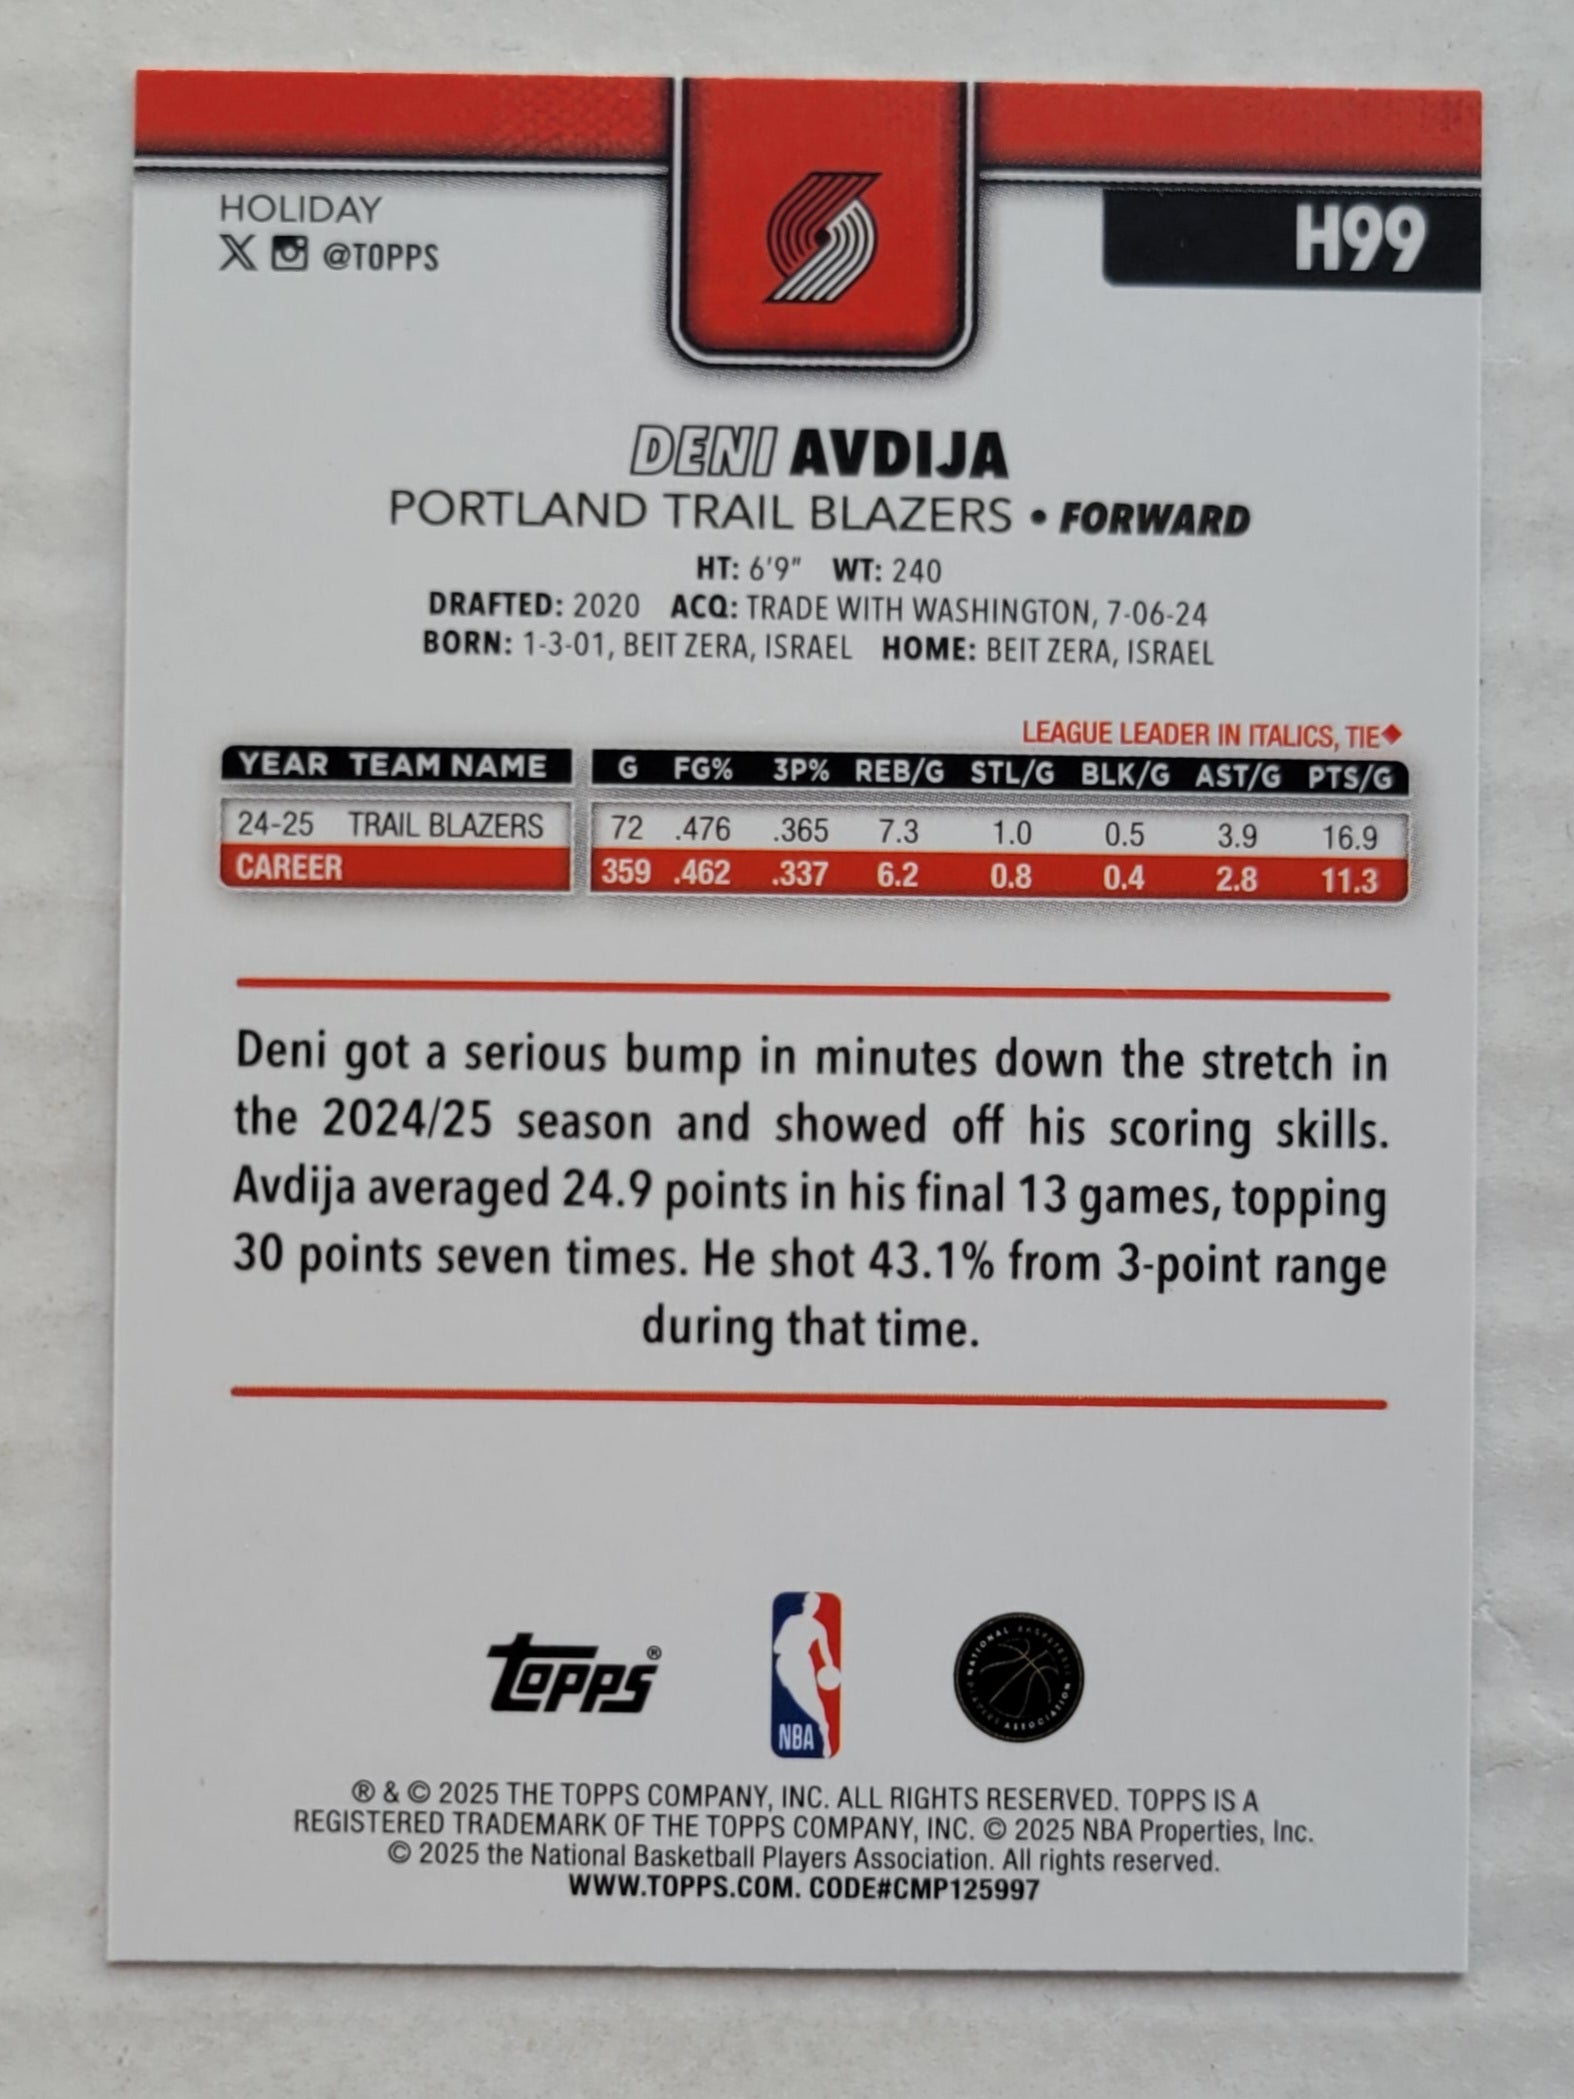 HOLIDAY
@TOPPS
H99
DENI AVDIJA
PORTLAND TRAIL BLAZERS • FORWARD
HT: 6'9" WT: 240
DRAFTED: 2020 ACQ: TRADE WITH WASHINGTON, 7-06-24
BORN: 1-3-01, BEIT ZERA, ISRAEL HOME: BEIT ZERA, ISRAEL
LEAGUE LEADER IN ITALICS, TIE◆
YEAR TEAM NAME G FG% 3P% REB/G STL/G BLK/G AST/G PTS/G
24-25 TRAIL BLAZERS 72 .476 .365 7.3 1.0 0.5 3.9 16.9
CAREER 359 .462 .337 6.2 0.8 0.4 2.8 11.3
Deni got a serious bump in minutes down the stretch in
the 2024/25 season and showed off his scoring skills.
Avdija averaged 24.9 points in his final 13 games, topping
30 points seven times. He shot 43.1% from 3-point range
during that time.
Topps®
NBA
NATIONAL BASKETBALL PLAYERS ASSOCIATION
® & © 2025 THE TOPPS COMPANY, INC. ALL RIGHTS RESERVED. TOPPS IS A
REGISTERED TRADEMARK OF THE TOPPS COMPANY, INC. © 2025 NBA Properties, Inc.
© 2025 the National Basketball Players Association. All rights reserved.
WWW.TOPPS.COM. CODE#CMP125997